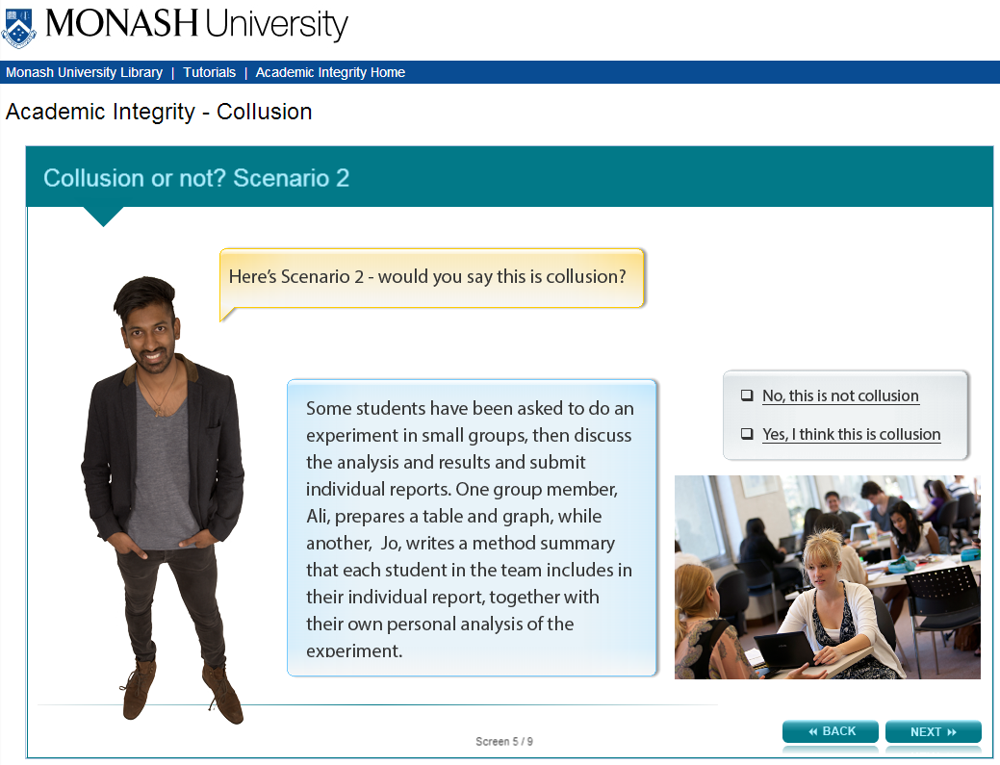 MONASH University
Monash University Library | Tutorials | Academic Integrity Home
Academic Integrity - Collusion
Collusion or not? Scenario 2
Here's Scenario 2 - would you say this is collusion?
Some students have been asked to do an
experiment in small groups, then discuss
the analysis and results and submit
individual reports. One group member,
Ali, prepares a table and graph, while
another, Jo, writes a method summary
that each student in the team includes in
their individual report, together with
their own personal analysis of the
experiment.
No, this is not collusion
Yes, I think this is collusion
Screen 5 / 9
BACK
NEXT